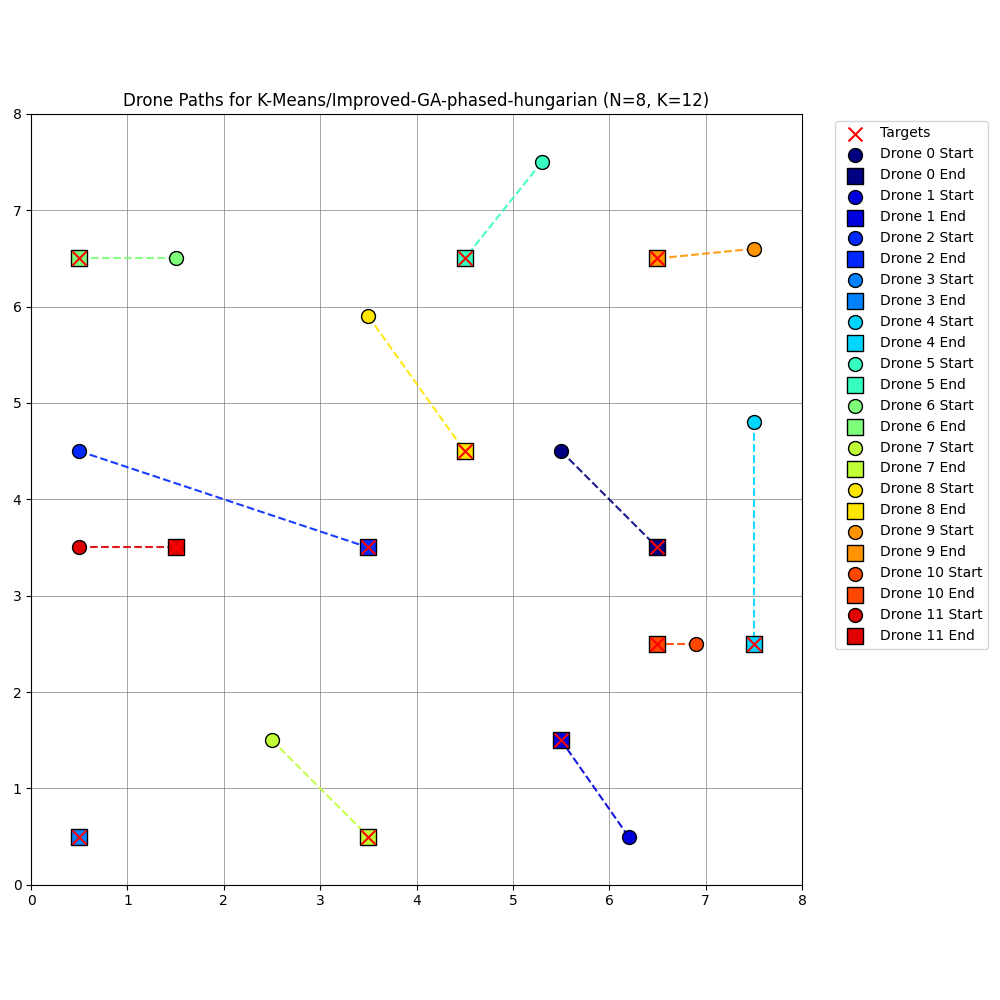 Drone Paths for K-Means/Improved-GA-phased-hungarian (N=8, K=12)
8
7
6
5
4
3
2
1
0
0 1 2 3 4 5 6 7 8
Targets
Drone 0 Start
Drone 0 End
Drone 1 Start
Drone 1 End
Drone 2 Start
Drone 2 End
Drone 3 Start
Drone 3 End
Drone 4 Start
Drone 4 End
Drone 5 Start
Drone 5 End
Drone 6 Start
Drone 6 End
Drone 7 Start
Drone 7 End
Drone 8 Start
Drone 8 End
Drone 9 Start
Drone 9 End
Drone 10 Start
Drone 10 End
Drone 11 Start
Drone 11 End